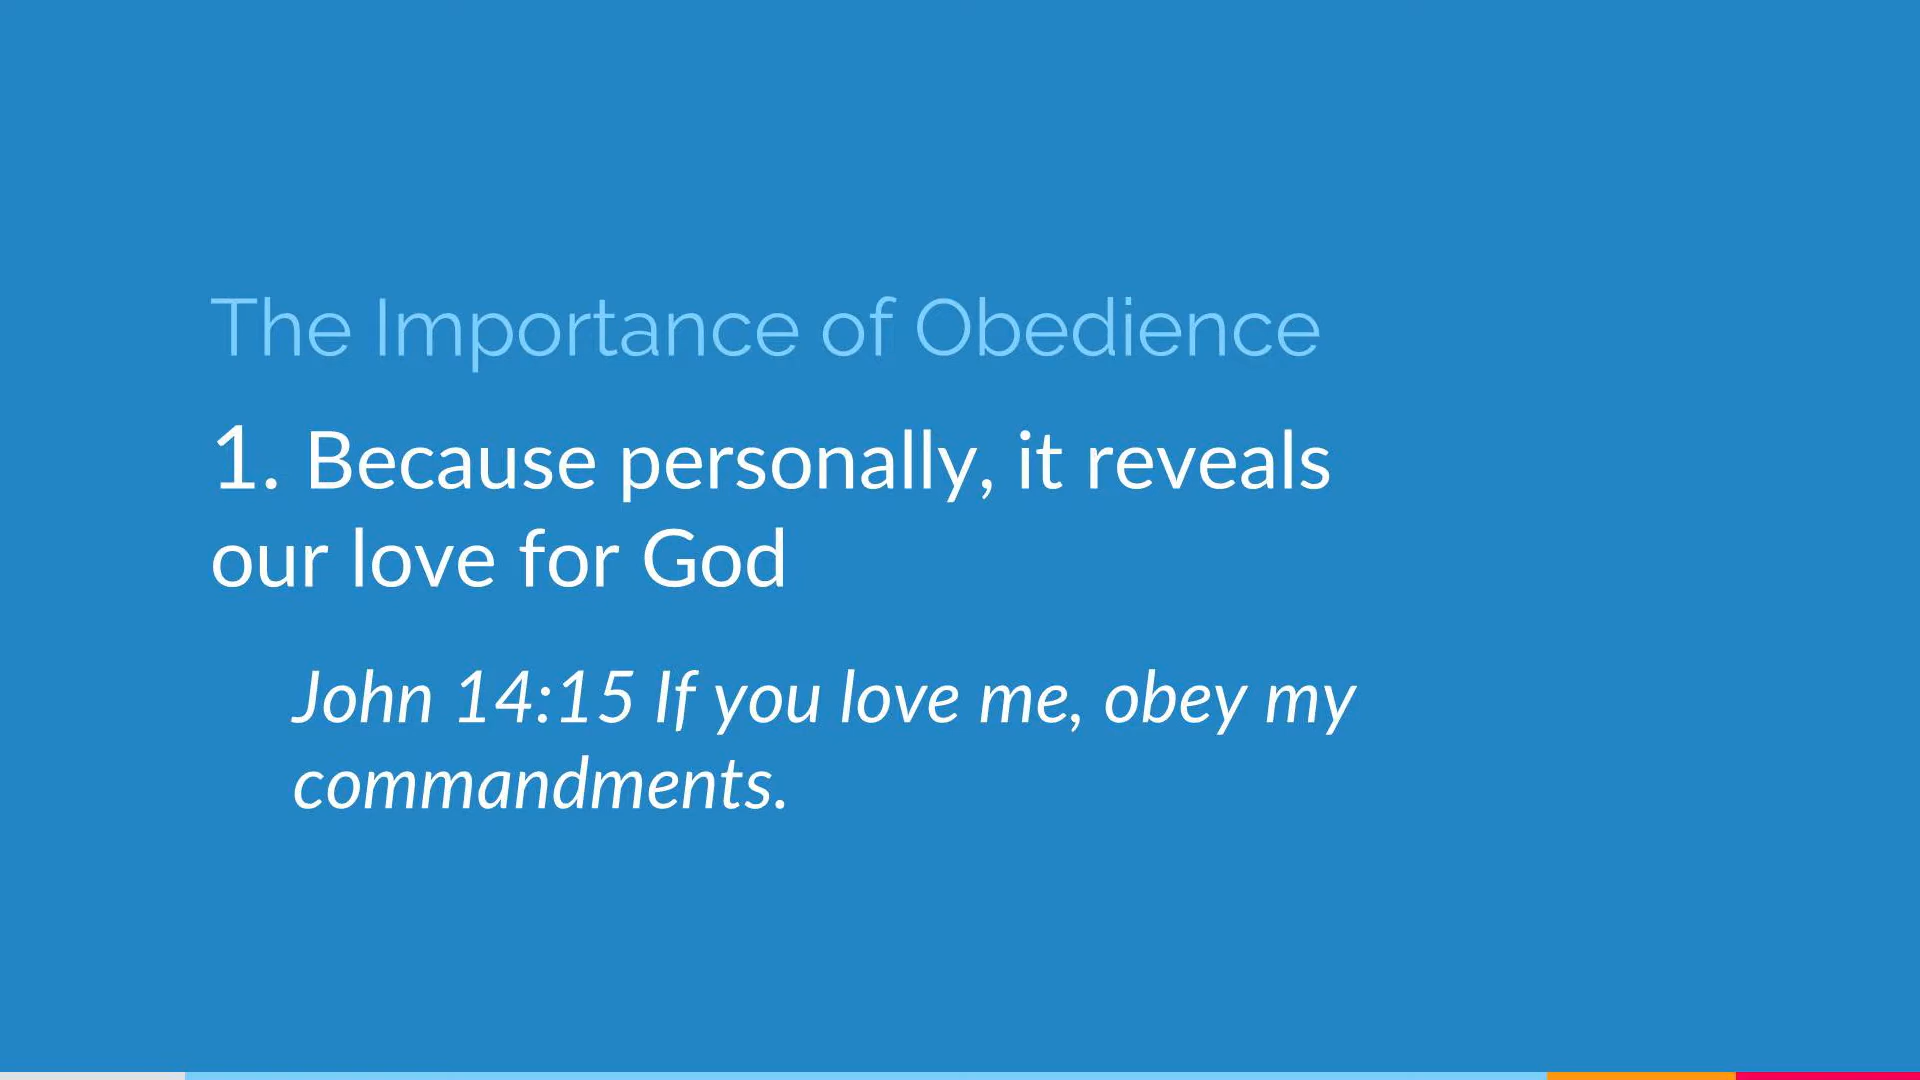 The Importance of Obedience
1. Because personally, it reveals
our love for God
John 14:15 If you love me, obey my
commandments.